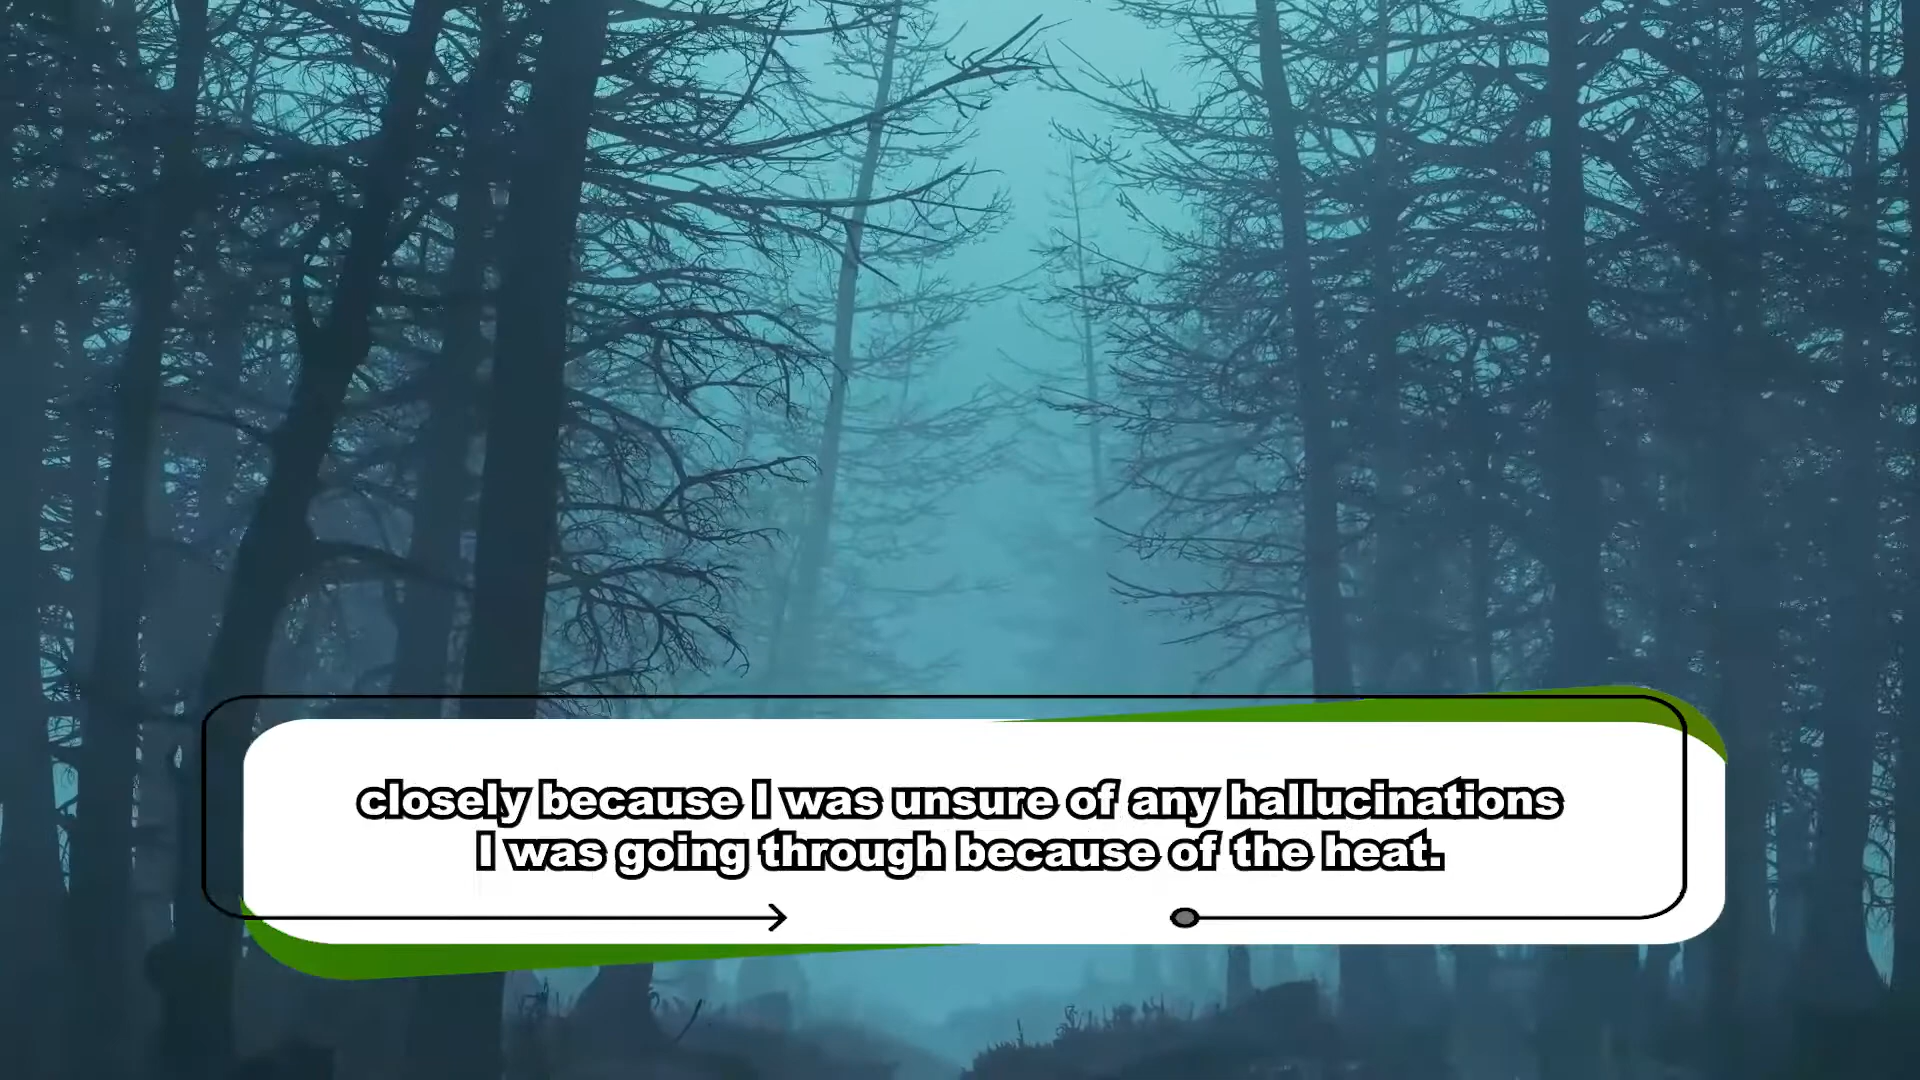 closely because I was unsure of any hallucinations
I was going through because of the heat.